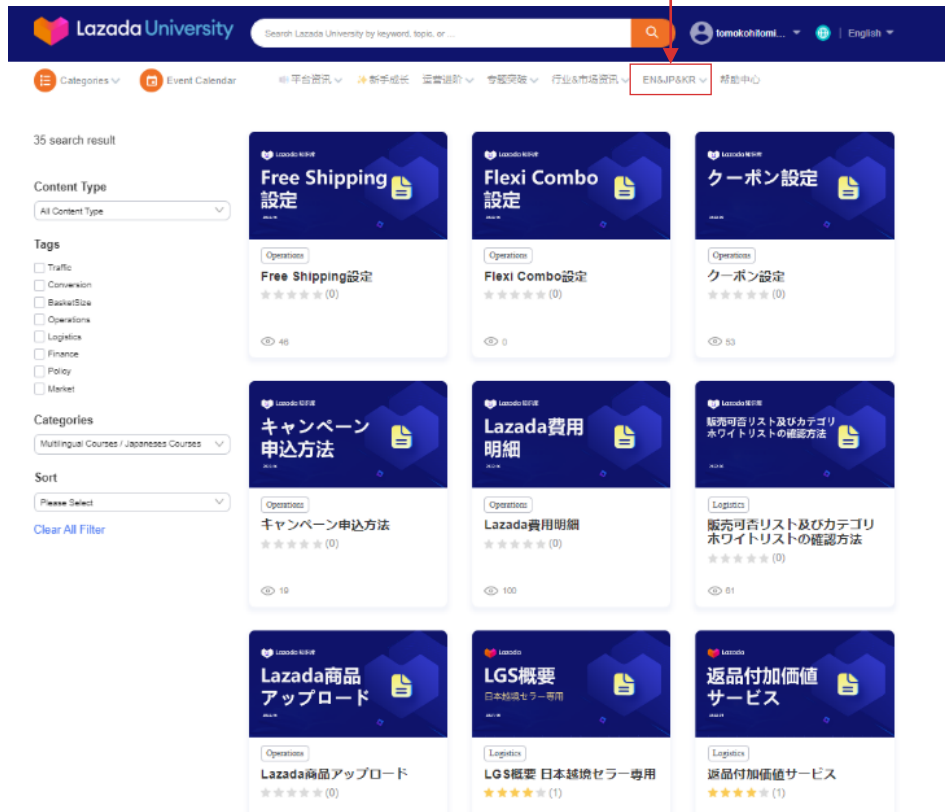 Lazada University
Search Lazada University by keyword, topic, or ...
tomokohitomi...
English
Categories
Event Calendar
平台资讯
新手成长
运营进阶
专题突破
行业&市场资讯
EN&JP&KR
帮助中心
35 search result
Content Type
All Content Type
Tags
Traffic
Conversion
BasketSize
Operations
Logistics
Finance
Policy
Market
Categories
Multilingual Courses / Japaneses Courses
Sort
Please Select
Clear All Filter
Lazada
Free Shipping
設定
Operations
Free Shipping設定
(0)
46
Lazada
Flexi Combo
設定
Operations
Flexi Combo設定
(0)
0
Lazada
クーポン設定
Operations
クーポン設定
(0)
53
Lazada
キャンペーン
申込方法
Operations
キャンペーン申込方法
(0)
19
Lazada
Lazada費用
明細
Operations
Lazada費用明細
(0)
100
Lazada
販売可否リスト及びカテゴリ
ホワイトリストの確認方法
Logistics
販売可否リスト及びカテゴリ
ホワイトリストの確認方法
(0)
61
Lazada
Lazada商品
アップロード
Operations
Lazada商品アップロード
(0)
Lazada
LGS概要
日本越境セラー専用
Logistics
LGS概要 日本越境セラー専用
(1)
Lazada
返品付加価値
サービス
Logistics
返品付加価値サービス
(1)